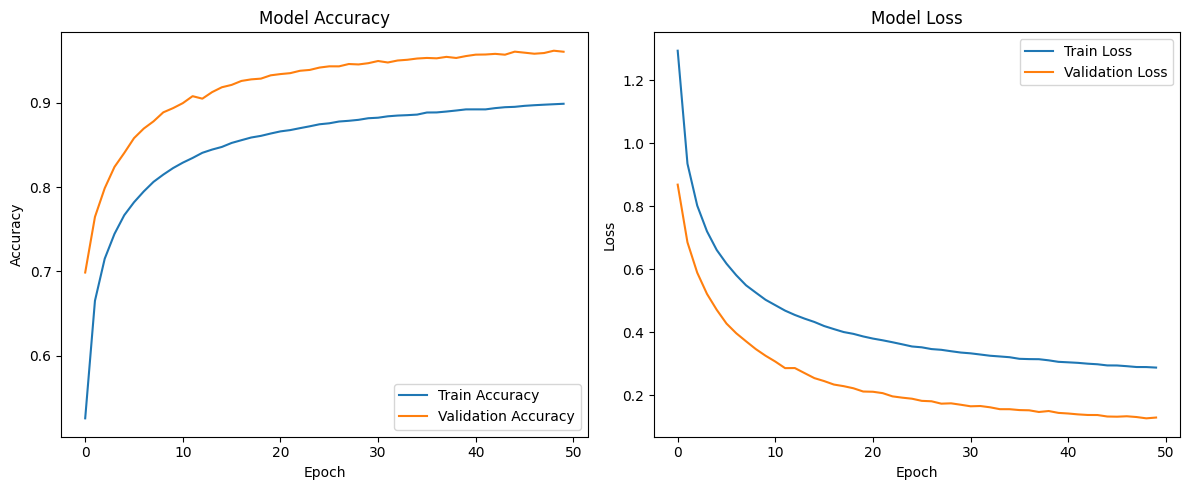 Model Accuracy
Accuracy
0.9
0.8
0.7
0.6
0
10
20
30
40
50
Epoch
Train Accuracy
Validation Accuracy
Model Loss
Loss
1.2
1.0
0.8
0.6
0.4
0.2
0
10
20
30
40
50
Epoch
Train Loss
Validation Loss